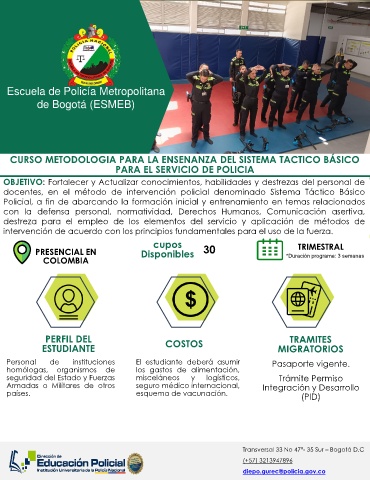 POLICIA NACIONAL
Escuela de Policía Metropolitana
de Bogotá (ESMEB)
CURSO METODOLOGIA PARA LA ENSENANZA DEL SISTEMA TACTICO BÁSICO
PARA EL SERVICIO DE POLICIA
OBJETIVO: Fortalecer y Actualizar conocimientos, habilidades y destrezas del personal de
docentes, en el método de intervención policial denominado Sistema Táctico Básico
Policial, a fin de abarcando la formación inicial y entrenamiento en temas relacionados
con la defensa personal, normatividad, Derechos Humanos, Comunicación asertiva,
destreza para el empleo de los elementos del servicio y aplicación de métodos de
intervención de acuerdo con los principios fundamentales para el uso de la fuerza.
PRESENCIAL EN
COLOMBIA
cupos
Disponibles 30
TRIMESTRAL
*Duración programa: 3 semanas
$
PERFIL DEL
ESTUDIANTE
Personal de instituciones
homólogas, organismos de
seguridad del Estado y Fuerzas
Armadas o Militares de otros
países.
COSTOS
El estudiante deberá asumir
los gastos de alimentación,
misceláneos y logísticos,
seguro médico internacional,
esquema de vacunación.
TRAMITES
MIGRATORIOS
Pasaporte vigente.
Trámite Permiso
Integración y Desarrollo
(PID)
Dirección de
Educación Policial
Institución Universitaria de la Policía Nacional
Transversal 33 No 47ª- 35 Sur – Bogotá D.C
(+57) 3213947896
diepo.gurec@policia.gov.co